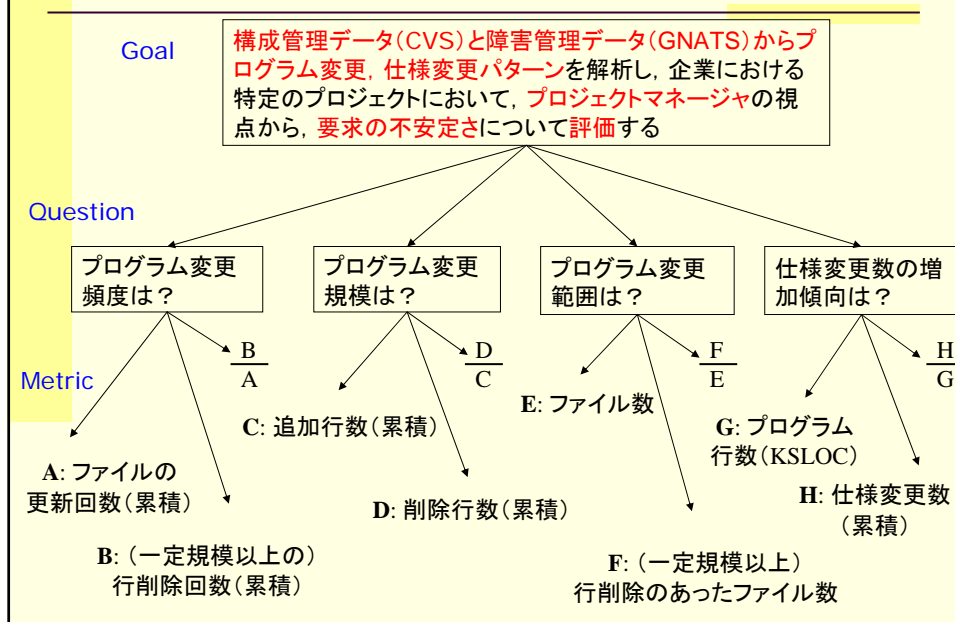 Goal
構成管理データ(CVS)と障害管理データ(GNATS)からプ
ログラム変更, 仕様変更パターンを解析し, 企業における
特定のプロジェクトにおいて, プロジェクトマネージャの視
点から, 要求の不安定さについて評価する
Question
プログラム変更
頻度は？
プログラム変更
規模は？
プログラム変更
範囲は？
仕様変更数の増
加傾向は？
Metric
B
A
D
C
F
E
H
G
A: ファイルの
更新回数(累積)
B: (一定規模以上の)
行削除回数(累積)
C: 追加行数(累積)
D: 削除行数(累積)
E: ファイル数
F: (一定規模以上)
行削除のあったファイル数
G: プログラム
行数(KSLOC)
H: 仕様変更数
(累積)